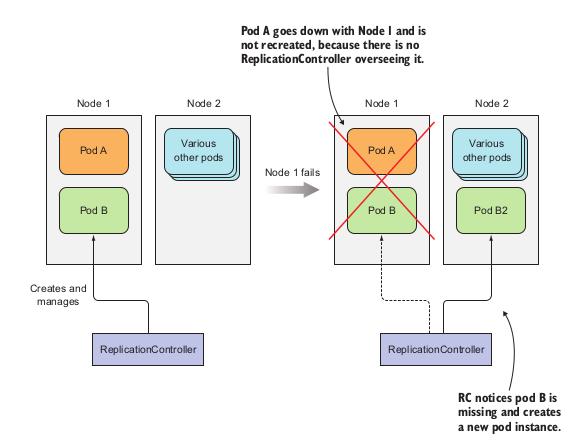 Pod A goes down with Node 1 and is
not recreated, because there is no
ReplicationController overseeing it.
Node 1
Node 2
Pod A
Various
other pods
Pod B
Creates and
manages
ReplicationController
Node 1 fails
Node 1
Node 2
Pod A
Various
other pods
Pod B
Pod B2
ReplicationController
RC notices pod B is
missing and creates
a new pod instance.